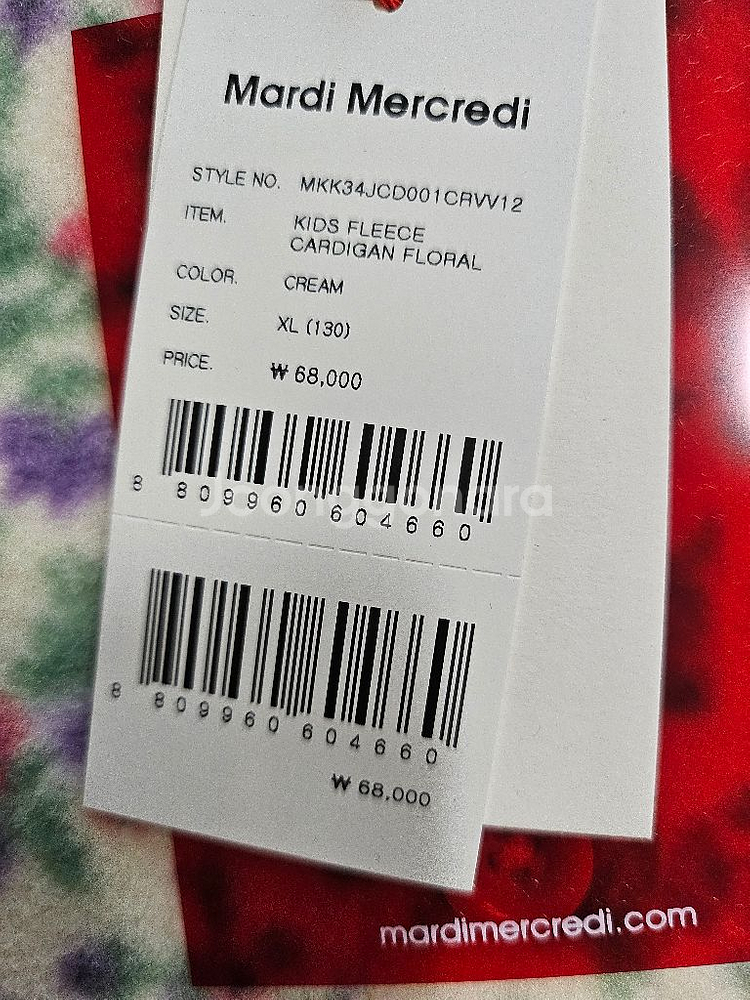 Mardi Mercredi
STYLE NO. MKK34JCD001CRVV12
ITEM. KIDS FLEECE
CARDIGAN FLORAL
COLOR. CREAM
SIZE. XL (130)
PRICE. ₩ 68,000
8 809960 604660
Joonggonara
8 809960 604660
₩ 68,000
mardimercredi.com